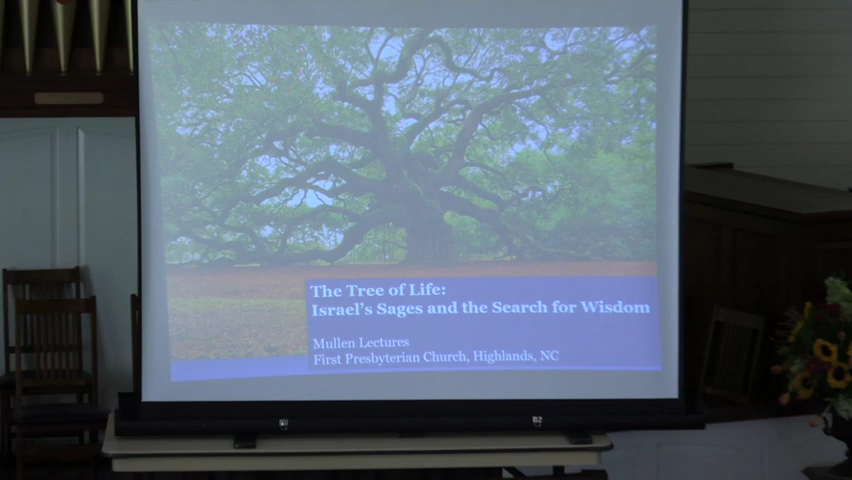 The Tree of Life:
Israel's Sages and the Search for Wisdom
Mullen Lectures
First Presbyterian Church, Highlands, NC